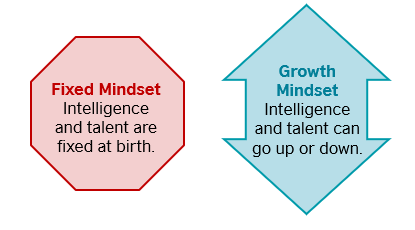 Fixed Mindset
Intelligence
and talent are
fixed at birth.
Growth
Mindset
Intelligence
and talent can
go up or down.